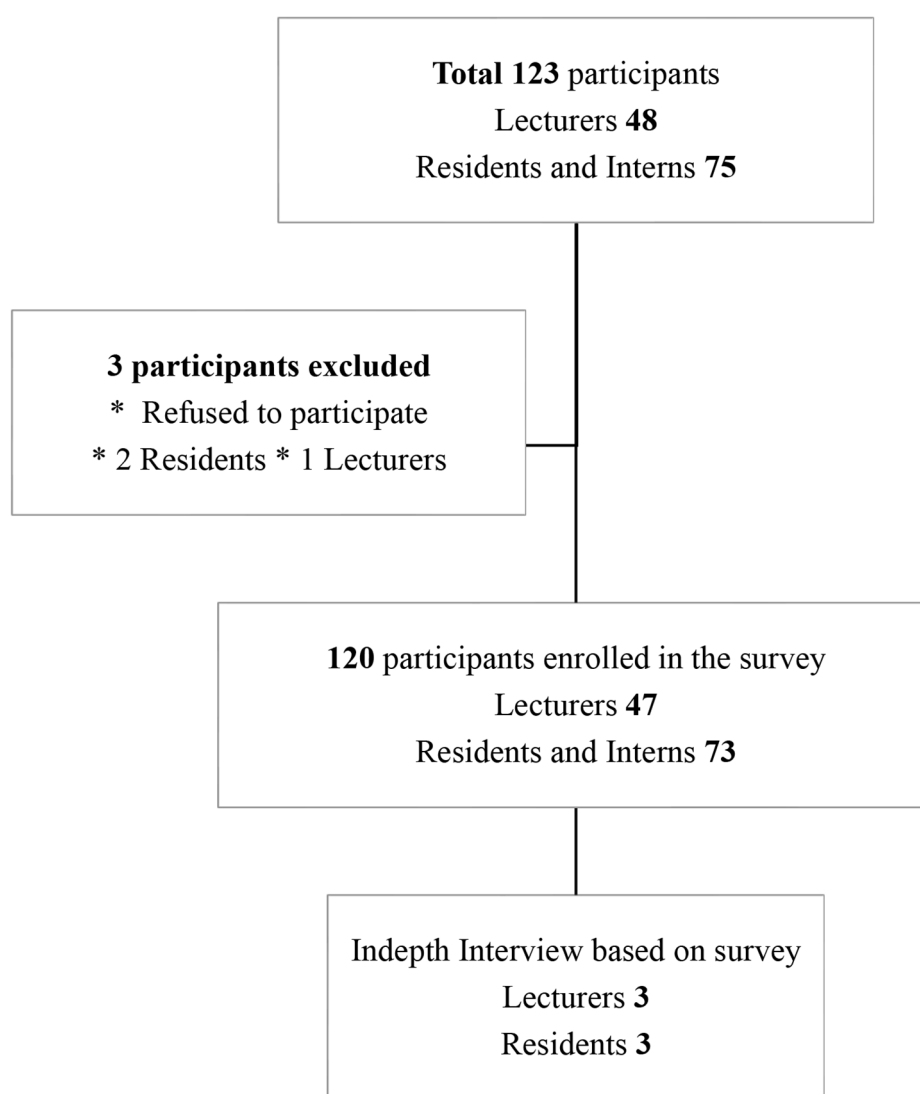 Total 123 participants
Lecturers 48
Residents and Interns 75
3 participants excluded
* Refused to participate
* 2 Residents * 1 Lecturers
120 participants enrolled in the survey
Lecturers 47
Residents and Interns 73
Indepth Interview based on survey
Lecturers 3
Residents 3